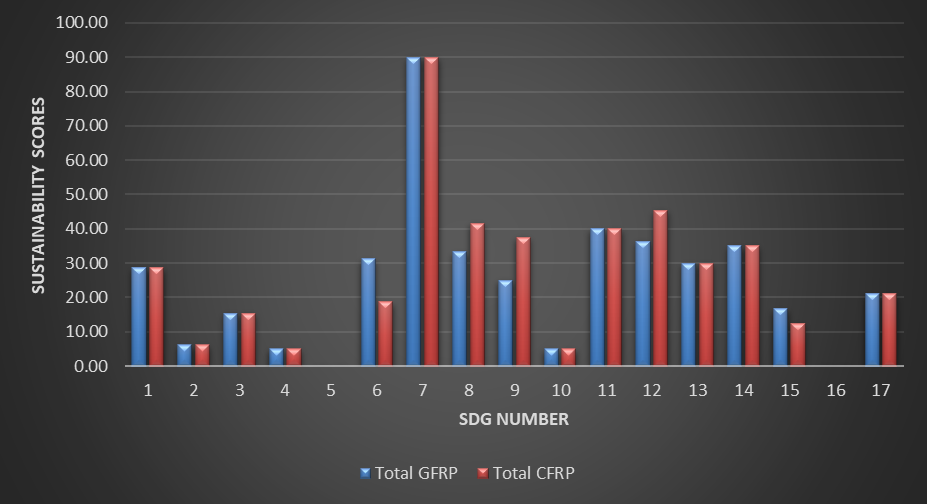 100.00
90.00
80.00
70.00
60.00
50.00
40.00
30.00
20.00
10.00
0.00
SUSTAINABILITY SCORES
1 2 3 4 5 6 7 8 9 10 11 12 13 14 15 16 17
SDG NUMBER
Total GFRP Total CFRP